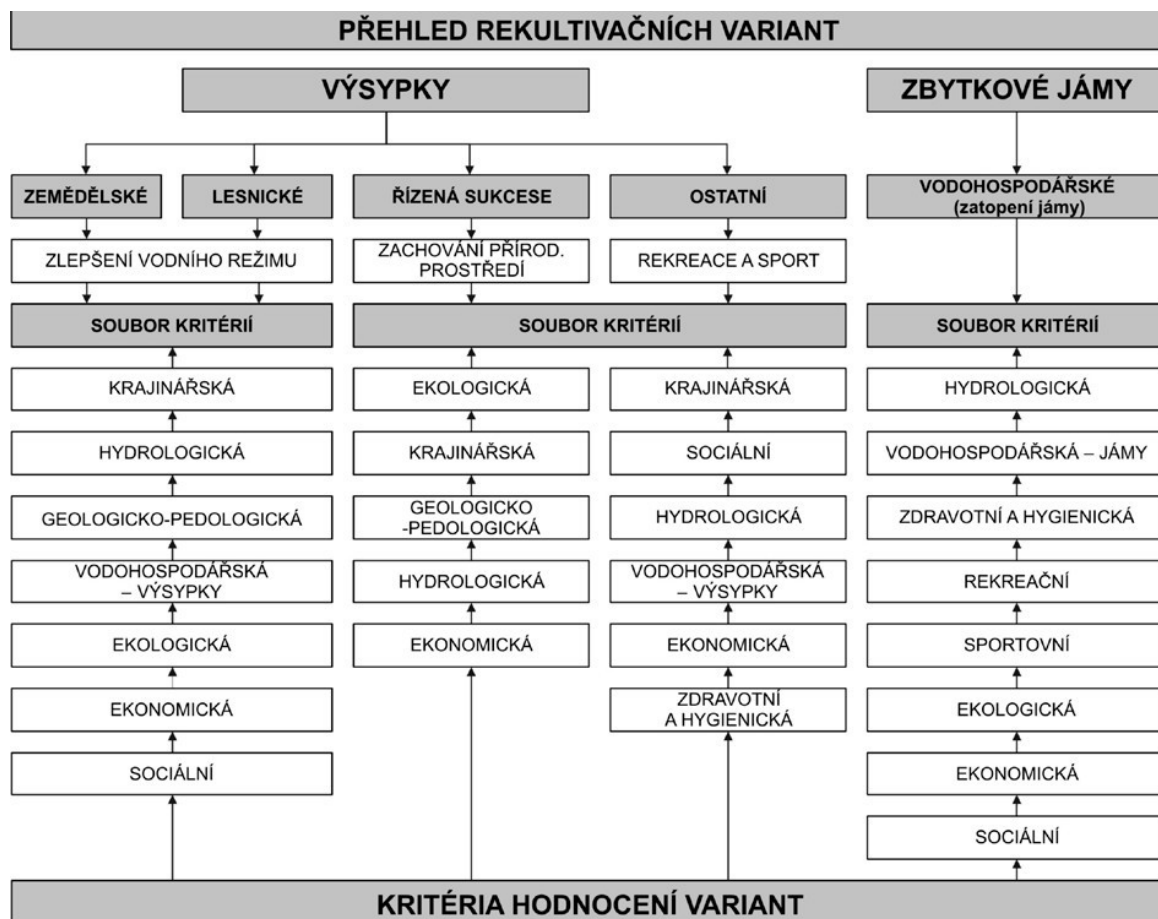 PŘEHLED REKULTIVAČNÍCH VARIANT
VÝSYPKY
ZBYTKOVÉ JÁMY
ZEMĚDĚLSKÉ
LESNICKÉ
ŘÍZENÁ SUKCESE
OSTATNÍ
VODOHOSPODÁŘSKÉ
(zatopení jámy)
ZLEPŠENÍ VODNÍHO REŽIMU
ZACHOVÁNÍ PŘÍROD.
PROSTŘEDÍ
REKREACE A SPORT
SOUBOR KRITÉRIÍ
SOUBOR KRITÉRIÍ
SOUBOR KRITÉRIÍ
KRAJINÁŘSKÁ
HYDROLOGICKÁ
GEOLOGICKO-PEDOLOGICKÁ
VODOHOSPODÁŘSKÁ
– VÝSYPKY
EKOLOGICKÁ
EKONOMICKÁ
SOCIÁLNÍ
EKOLOGICKÁ
KRAJINÁŘSKÁ
GEOLOGICKO
-PEDOLOGICKÁ
HYDROLOGICKÁ
EKONOMICKÁ
KRAJINÁŘSKÁ
SOCIÁLNÍ
HYDROLOGICKÁ
VODOHOSPODÁŘSKÁ
– VÝSYPKY
EKONOMICKÁ
ZDRAVOTNÍ
A HYGIENICKÁ
HYDROLOGICKÁ
VODOHOSPODÁŘSKÁ – JÁMY
ZDRAVOTNÍ A HYGIENICKÁ
REKREAČNÍ
SPORTOVNÍ
EKOLOGICKÁ
EKONOMICKÁ
SOCIÁLNÍ
KRITÉRIA HODNOCENÍ VARIANT